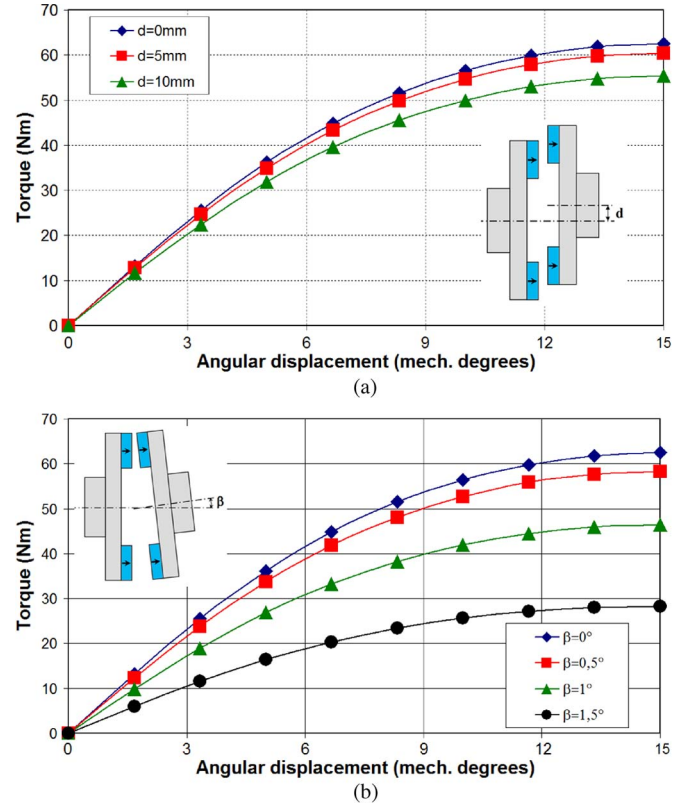 70
60
50
40
30
20
10
0
Torque (Nm)
d=0mm
d=5mm
d=10mm
d
0 3 6 9 12 15
Angular displacement (mech. degrees)
(a)
70
60
50
40
30
20
10
0
Torque (Nm)
β
β=0°
β=0,5°
β=1°
β=1,5°
0 3 6 9 12 15
Angular displacement (mech. degrees)
(b)